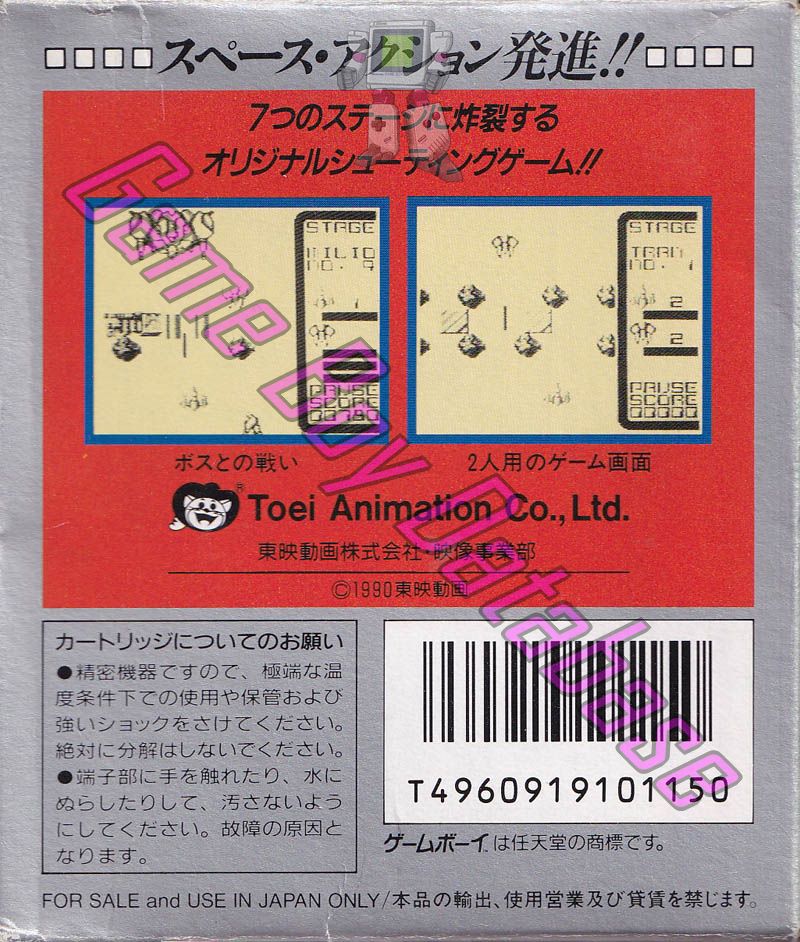 スペース・アクション発進!!
7つのステージに炸裂する
オリジナルシューティングゲーム!!
STAGE
NO. 9
1
PAUSE
SCORE
00780
STAGE
NO. 1
2
2
PAUSE
SCORE
00000
ボスとの戦い
2人用のゲーム画面
® Toei Animation Co., Ltd.
東映動画株式会社・映像事業部
©1990東映動画
カートリッジについてのお願い
●精密機器ですので、極端な温
度条件下での使用や保管および
強いショックをさけてください。
絶対に分解はしないでください。
●端子部に手を触れたり、水に
ぬらしたりして、汚さないよう
にしてください。故障の原因と
なります。
T4960919101150
ゲームボーイ™は任天堂の商標です。
FOR SALE and USE IN JAPAN ONLY/本品の輸出、使用営業及び賃貸を禁じます。
Game Boy Database